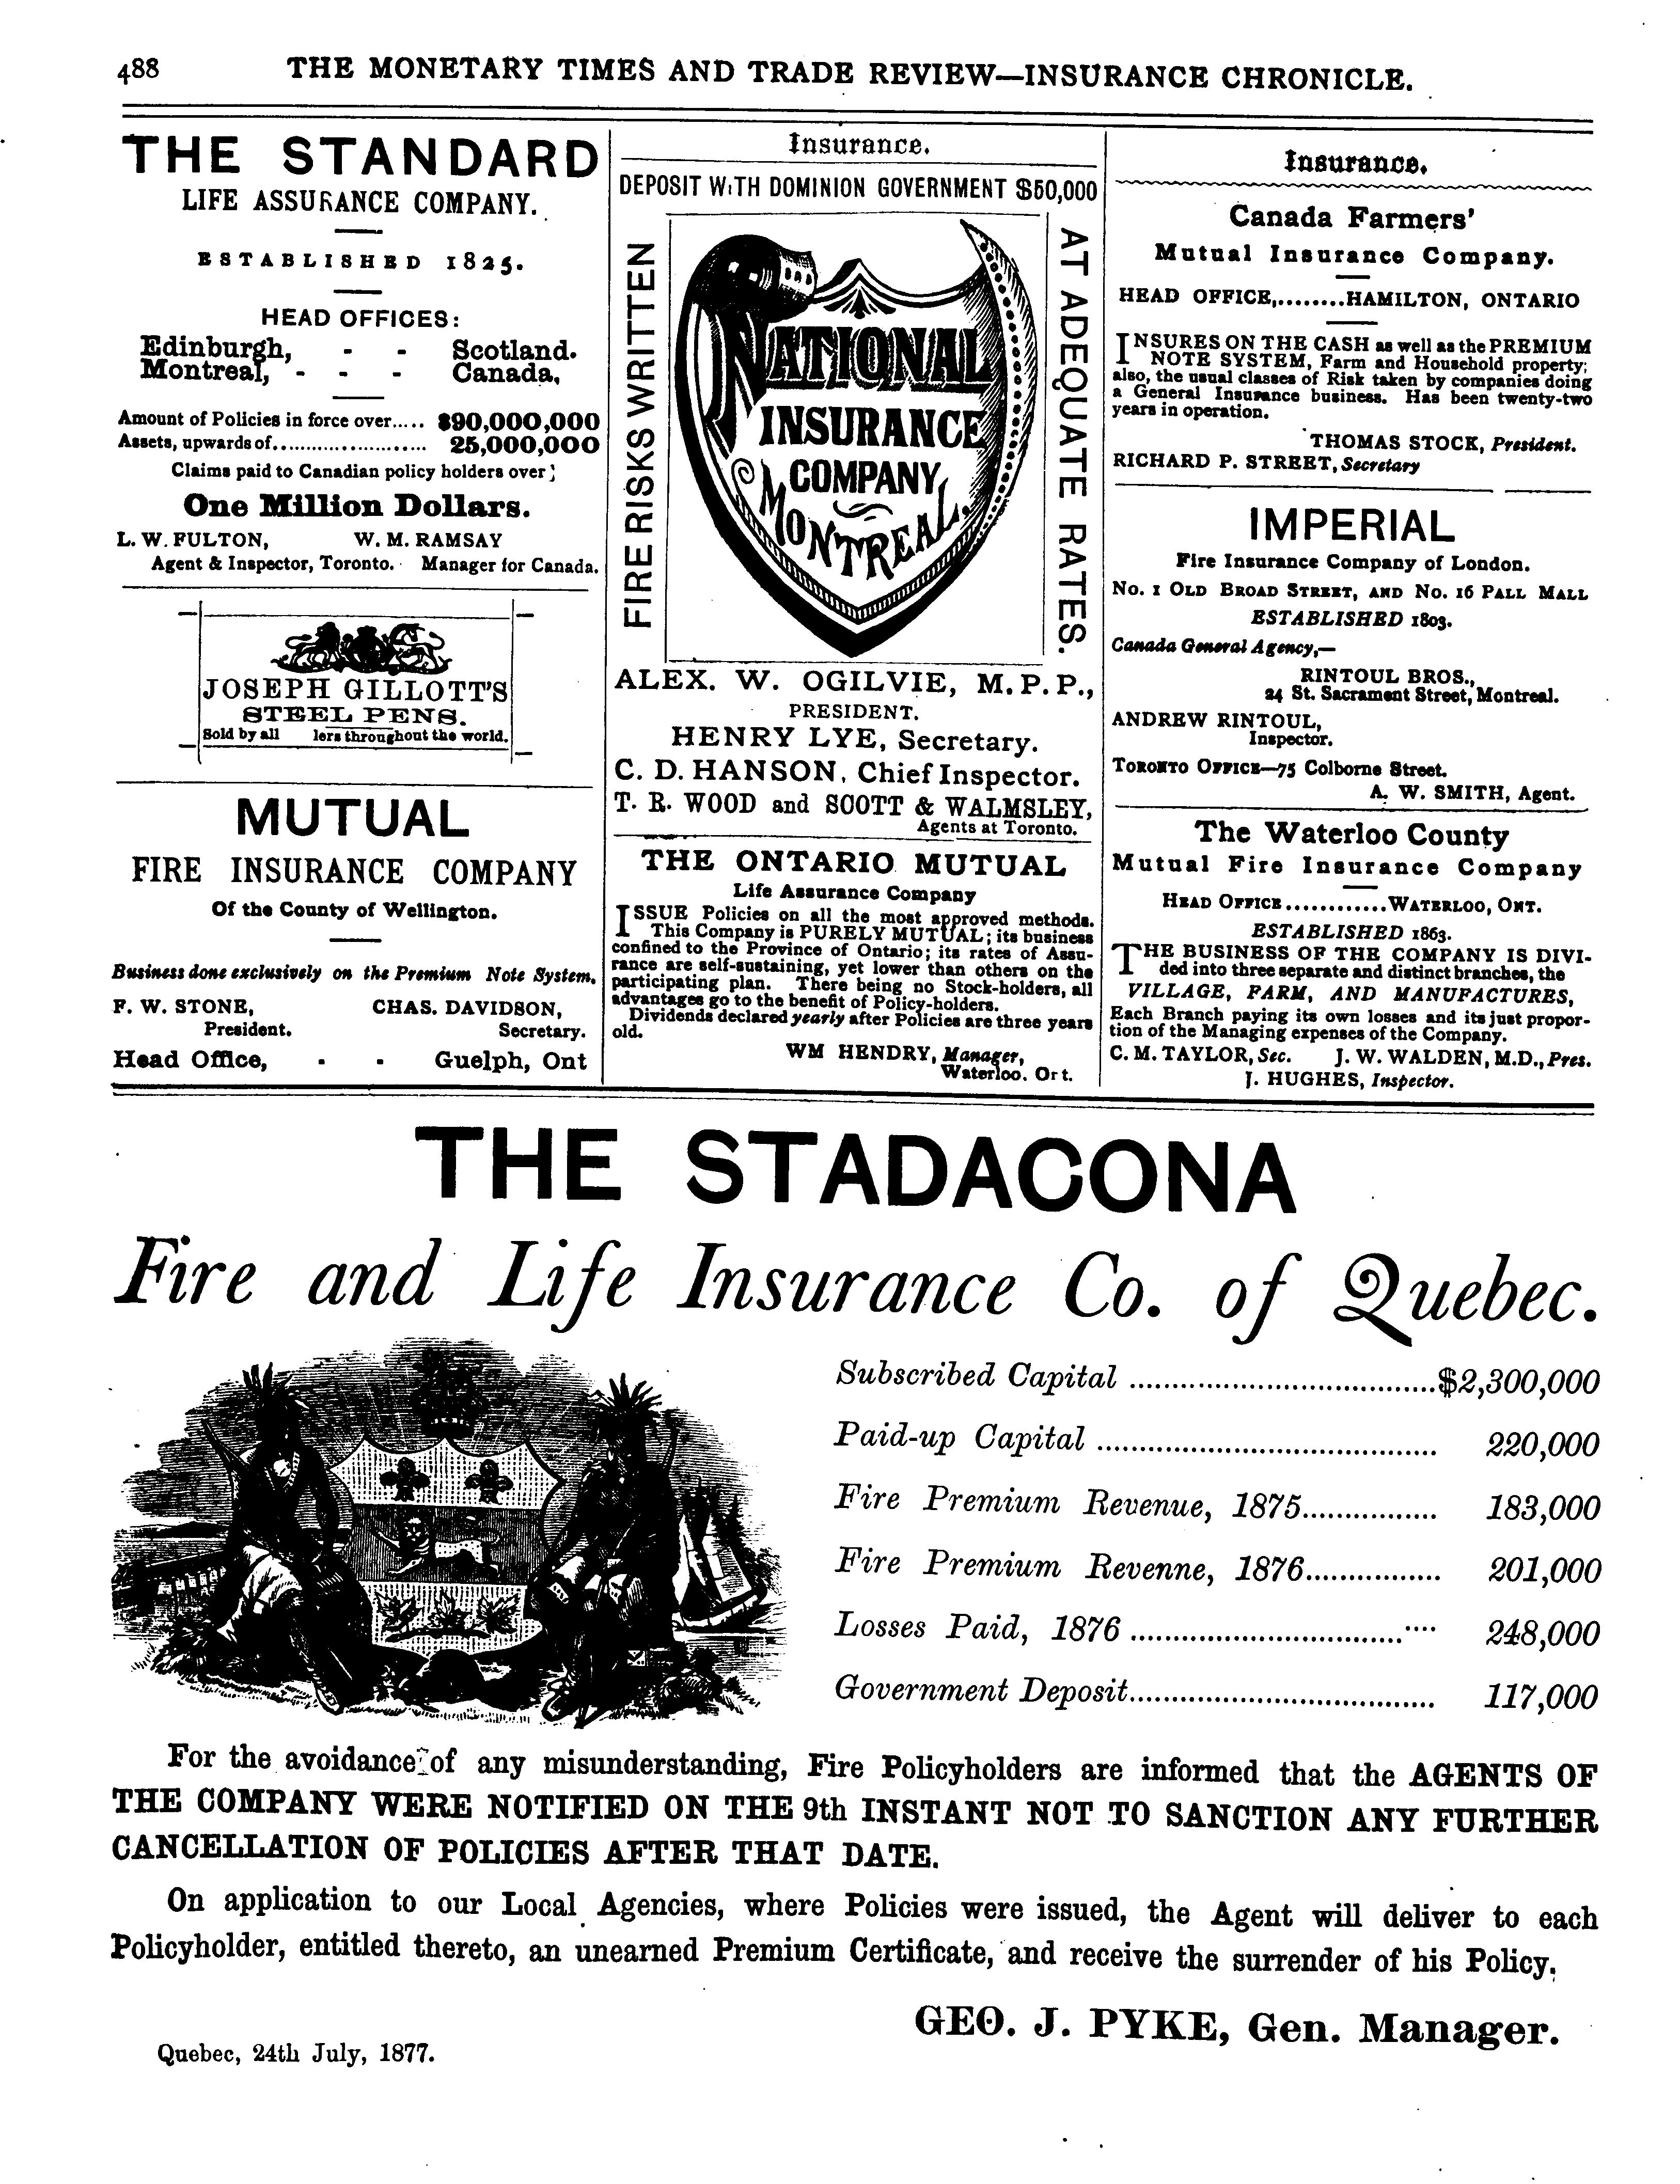 488 THE MONETARY TIMES AND TRADE REVIEW—INSURANCE CHRONICLE.
THE STANDARD
LIFE ASSURANCE COMPANY.
ESTABLISHED 1825.
HEAD OFFICES:
Edinburgh, - - Scotland.
Montreal, - - - Canada,
Amount of Policies in force over..... $90,000,000
Assets, upwards of....................... 25,000,000
Claims paid to Canadian policy holders over
One Million Dollars.
L. W. FULTON, W. M. RAMSAY
Agent & Inspector, Toronto. Manager for Canada.
JOSEPH GILLOTT'S
STEEL PENS.
Sold by all lers throughout the world.
MUTUAL
FIRE INSURANCE COMPANY
Of the County of Wellington.
Business done exclusively on the Premium Note System.
F. W. STONE, CHAS. DAVIDSON,
President. Secretary.
Head Office, - - Guelph, Ont
Insurance.
DEPOSIT WITH DOMINION GOVERNMENT $50,000
FIRE RISKS WRITTEN
NATIONAL
INSURANCE
COMPANY
MONTREAL.
AT ADEQUATE RATES.
ALEX. W. OGILVIE, M.P.P.,
PRESIDENT.
HENRY LYE, Secretary.
C. D. HANSON, Chief Inspector.
T. R. WOOD and SCOTT & WALMSLEY,
Agents at Toronto.
THE ONTARIO MUTUAL
Life Assurance Company
ISSUE Policies on all the most approved methods.
This Company is PURELY MUTUAL; its business
confined to the Province of Ontario; its rates of Assu-
rance are self-sustaining, yet lower than others on the
participating plan. There being no Stock-holders, all
advantages go to the benefit of Policy-holders.
Dividends declared yearly after Policies are three years
old.
WM HENDRY, Manager,
Waterloo. Ort.
Insurance.
Canada Farmers'
Mutual Insurance Company.
HEAD OFFICE,........HAMILTON, ONTARIO
INSURES ON THE CASH as well as the PREMIUM
NOTE SYSTEM, Farm and Household property;
also, the usual classes of Risk taken by companies doing
a General Insurance business. Has been twenty-two
years in operation.
THOMAS STOCK, President.
RICHARD P. STREET, Secretary
IMPERIAL
Fire Insurance Company of London.
No. 1 OLD BROAD STREET, AND No. 16 PALL MALL
ESTABLISHED 1803.
Canada General Agency,—
RINTOUL BROS.,
24 St. Sacrament Street, Montreal.
ANDREW RINTOUL,
Inspector.
TORONTO OFFICE—75 Colborne Street.
A. W. SMITH, Agent.
The Waterloo County
Mutual Fire Insurance Company
HEAD OFFICE............WATERLOO, ONT.
ESTABLISHED 1863.
THE BUSINESS OF THE COMPANY IS DIVI-
ded into three separate and distinct branches, the
VILLAGE, FARM, AND MANUFACTURES,
Each Branch paying its own losses and its just propor-
tion of the Managing expenses of the Company.
C. M. TAYLOR, Sec. J. W. WALDEN, M.D., Pres.
J. HUGHES, Inspector.
THE STADACONA
Fire and Life Insurance Co. of Quebec.
Subscribed Capital ....................................$2,300,000
Paid-up Capital ........................................ 220,000
Fire Premium Revenue, 1875................ 183,000
Fire Premium Revenne, 1876................ 201,000
Losses Paid, 1876 .................................... 248,000
Government Deposit.................................... 117,000
For the avoidance of any misunderstanding, Fire Policyholders are informed that the AGENTS OF
THE COMPANY WERE NOTIFIED ON THE 9th INSTANT NOT TO SANCTION ANY FURTHER
CANCELLATION OF POLICIES AFTER THAT DATE.
On application to our Local Agencies, where Policies were issued, the Agent will deliver to each
Policyholder, entitled thereto, an unearned Premium Certificate, and receive the surrender of his Policy.
GEO. J. PYKE, Gen. Manager.
Quebec, 24th July, 1877.